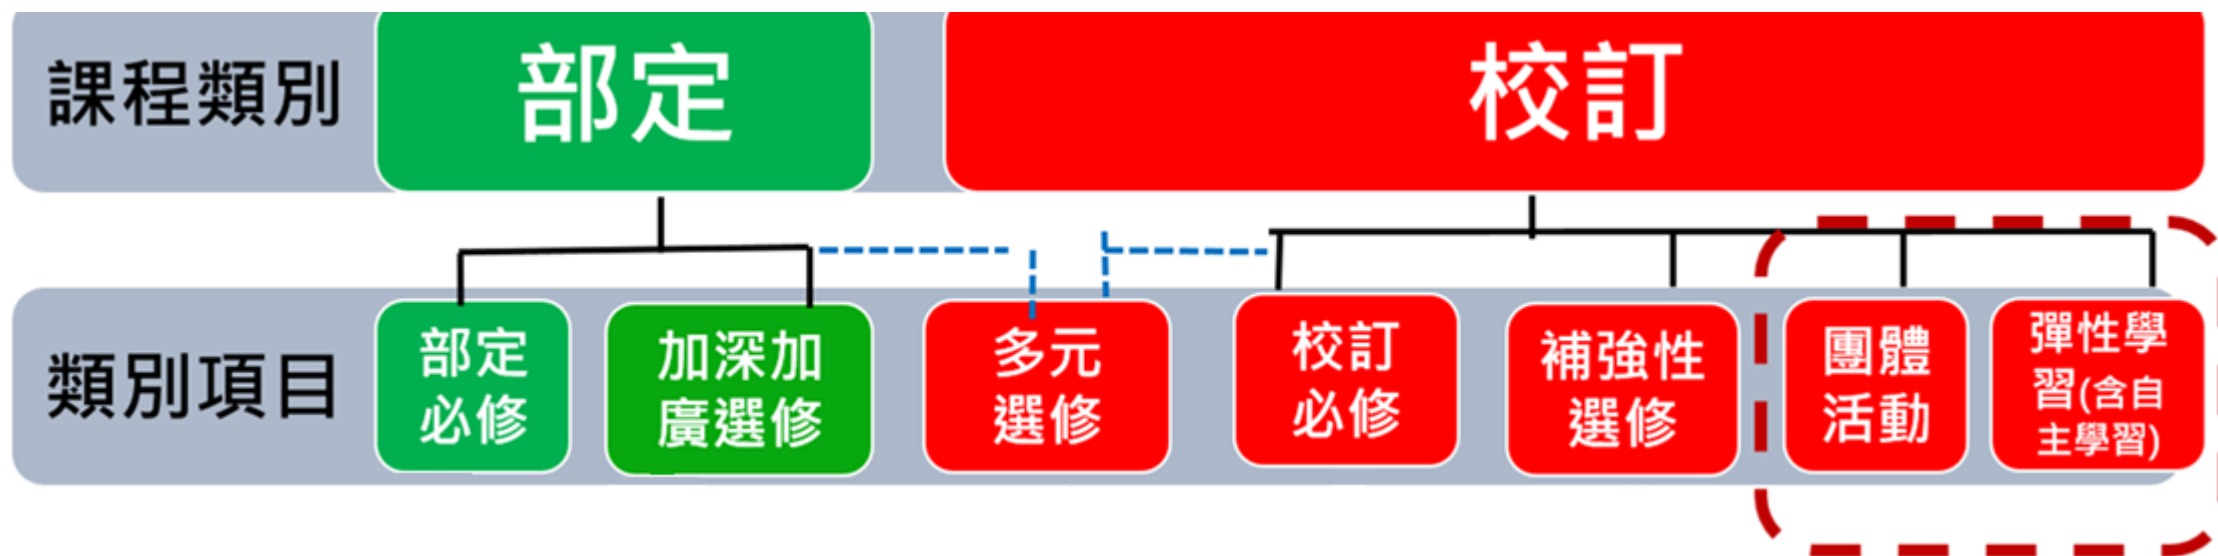 課程類別
部定
校訂
類別項目
部定
必修
加深加
廣選修
多元
選修
校訂
必修
補強性
選修
團體
活動
彈性學
習(含自
主學習)